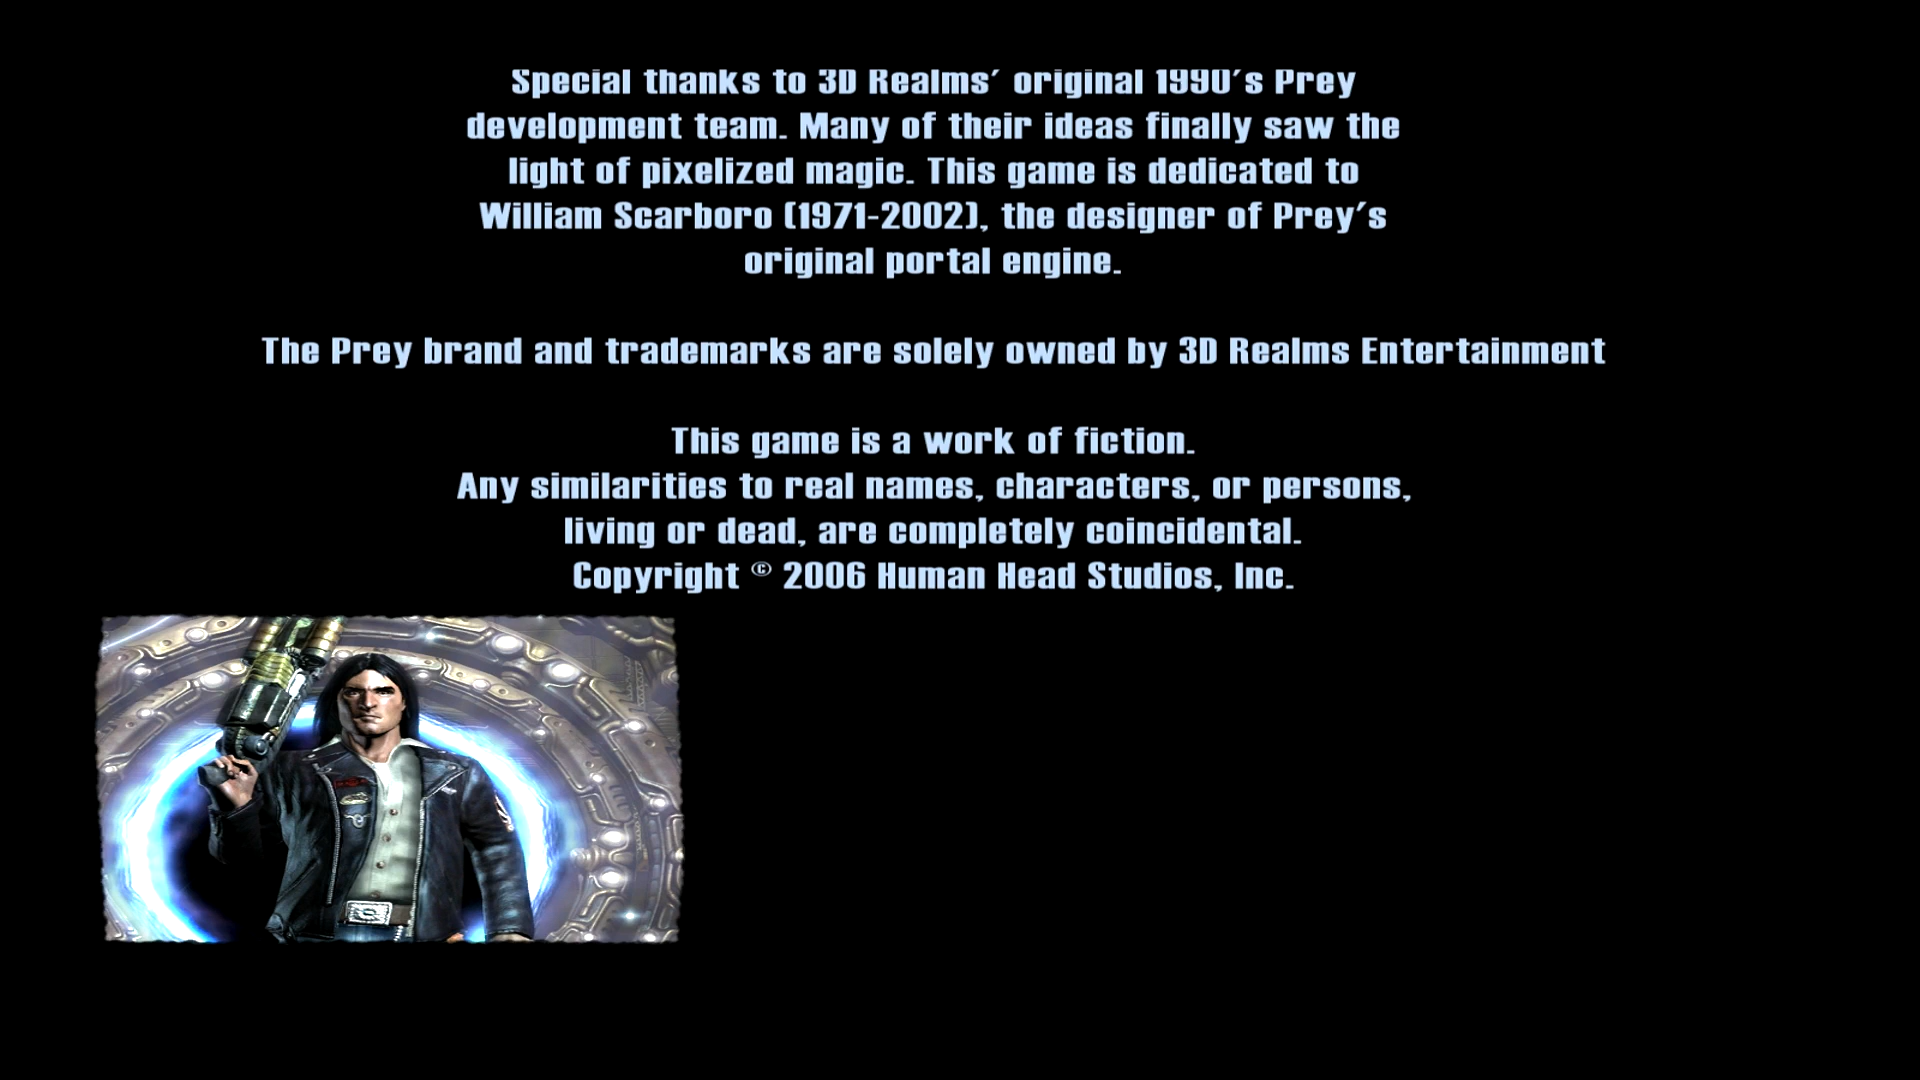 Special thanks to 3D Realms' original 1990's Prey
development team. Many of their ideas finally saw the
light of pixelized magic. This game is dedicated to
William Scarboro (1971-2002), the designer of Prey's
original portal engine.
The Prey brand and trademarks are solely owned by 3D Realms Entertainment
This game is a work of fiction.
Any similarities to real names, characters, or persons,
living or dead, are completely coincidental.
Copyright © 2006 Human Head Studios, Inc.